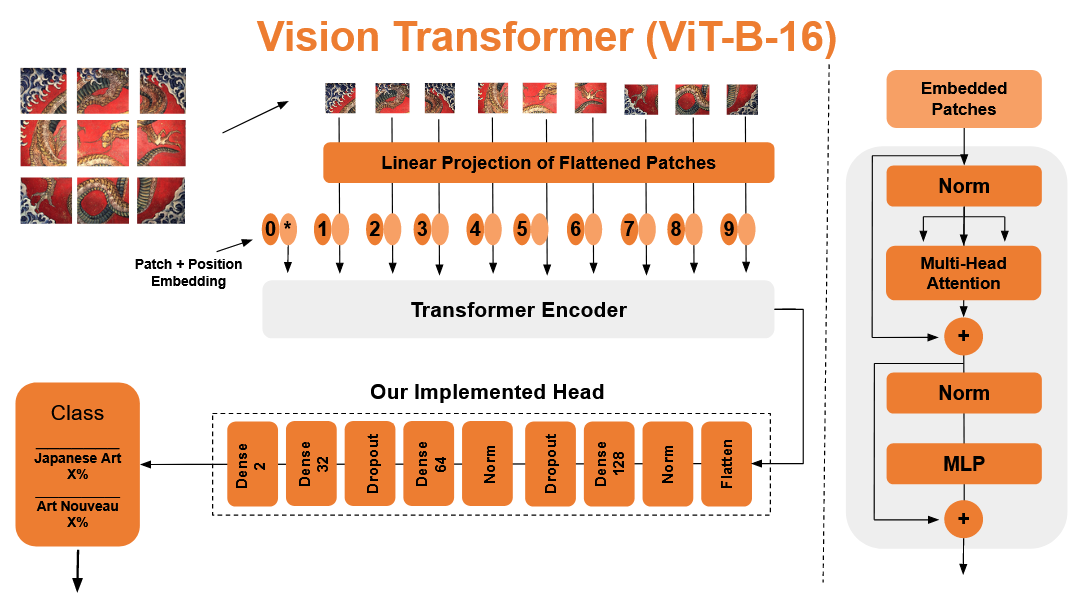 Vision Transformer (ViT-B-16)
Linear Projection of Flattened Patches
0 * 1 2 3 4 5 6 7 8 9
Patch + Position
Embedding
Transformer Encoder
Our Implemented Head
Dense
2
Dense
32
Dropout
Dense
64
Norm
Dropout
Dense
128
Norm
Flatten
Class
Japanese Art
X%
Art Nouveau
X%
Embedded
Patches
Norm
Multi-Head
Attention
+
Norm
MLP
+